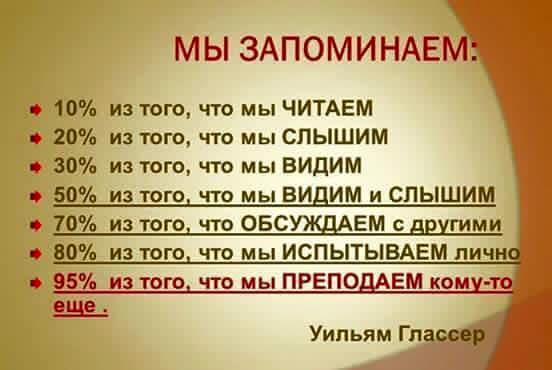 МЫ ЗАПОМИНАЕМ:
10% из того, что мы ЧИТАЕМ
20% из того, что мы СЛЫШИМ
30% из того, что мы ВИДИМ
50% из того, что мы ВИДИМ и СЛЫШИМ
70% из того, что ОБСУЖДАЕМ с другими
80% из того, что мы ИСПЫТЫВАЕМ лично
95% из того, что мы ПРЕПОДАЕМ кому-то
еще .
Уильям Глассер